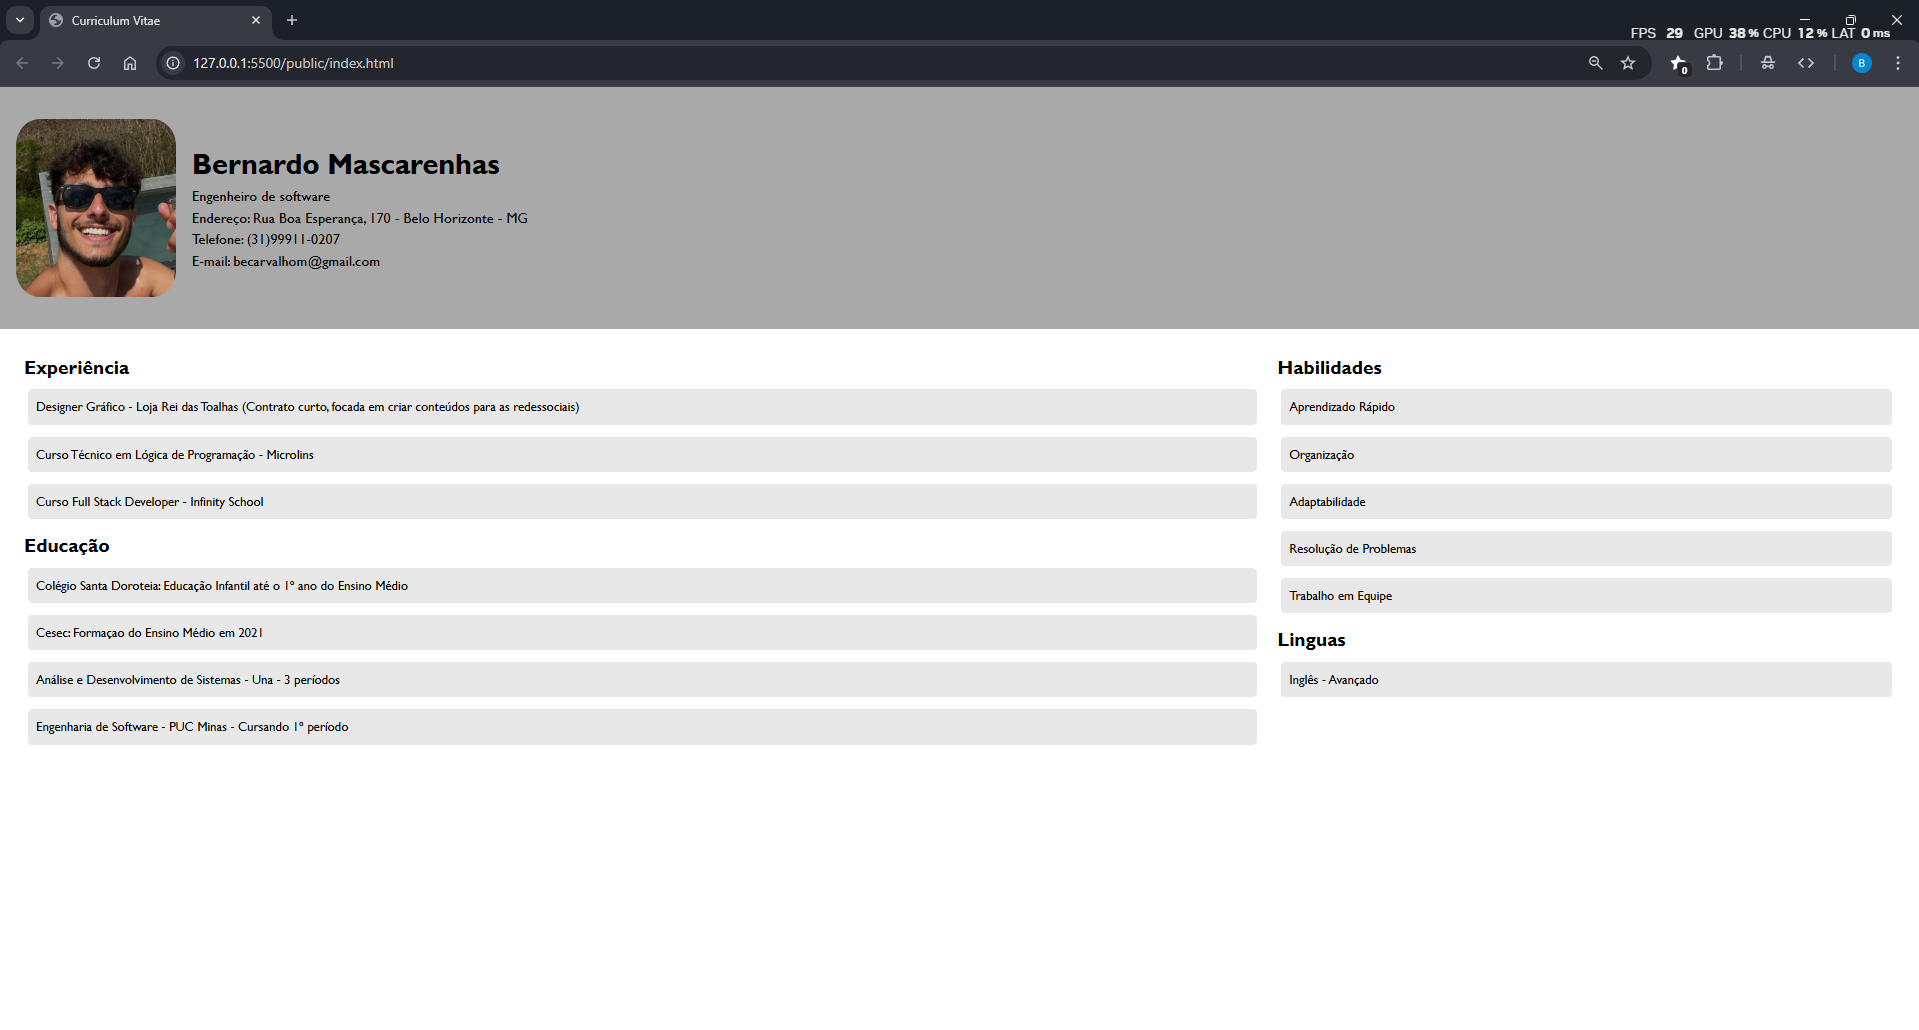 Curriculum Vitae
FPS 29 GPU 38 % CPU 12 % LAT 0 ms
127.0.0.1:5500/public/index.html
0
B
Bernardo Mascarenhas
Engenheiro de software
Endereço: Rua Boa Esperança, 170 - Belo Horizonte - MG
Telefone: (31)99911-0207
E-mail: becarvalhom@gmail.com
Experiência
Designer Gráfico - Loja Rei das Toalhas (Contrato curto, focada em criar conteúdos para as redessociais)
Curso Técnico em Lógica de Programação - Microlins
Curso Full Stack Developer - Infinity School
Educação
Colégio Santa Doroteia: Educação Infantil até o 1º ano do Ensino Médio
Cesec: Formaçao do Ensino Médio em 2021
Análise e Desenvolvimento de Sistemas - Una - 3 períodos
Engenharia de Software - PUC Minas - Cursando 1º período
Habilidades
Aprendizado Rápido
Organização
Adaptabilidade
Resolução de Problemas
Trabalho em Equipe
Linguas
Inglês - Avançado